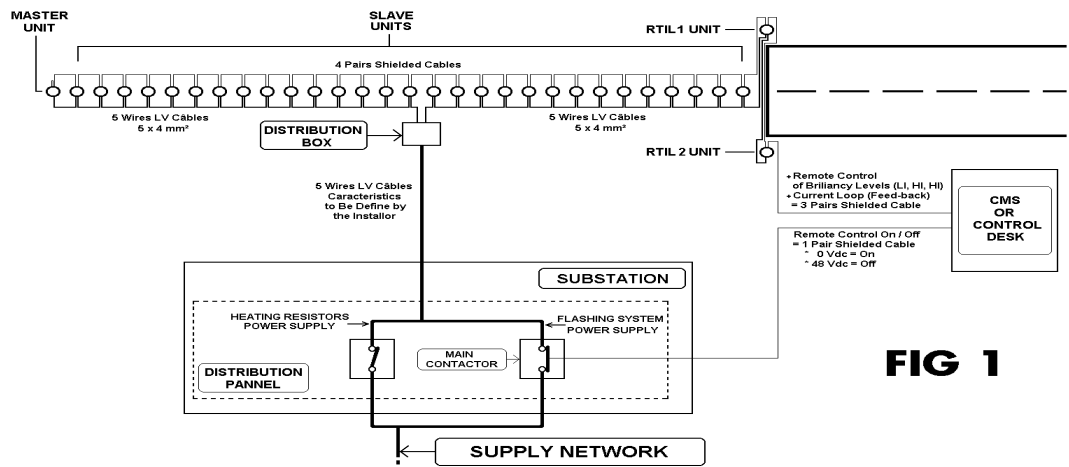 MASTER
UNIT
SLAVE
UNITS
RTIL 1 UNIT
4 Pairs Shielded Cables
5 Wires LV Câbles
5 x 4 mm²
5 Wires LV Câbles
5 x 4 mm²
DISTRIBUTION
BOX
RTIL 2 UNIT
5 Wires LV Câbles
Caracteristics
to Be Define by
the Installor
+ Remote Control
of Briliancy Levels (LI, HI, HI)
+ Current Loop (Feed-back)
= 3 Pairs Shielded Cable
CMS
OR
CONTROL
DESK
Remote Control On / Off
= 1 Pair Shielded Cable
* 0 Vdc = On
* 48 Vdc = Off
SUBSTATION
HEATING RESISTORS
POWER SUPPLY
FLASHING SYSTEM
POWER SUPPLY
MAIN
CONTACTOR
DISTRIBUTION
PANNEL
FIG 1
SUPPLY NETWORK